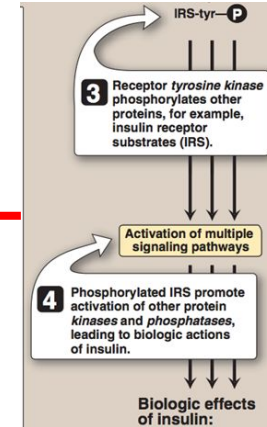 IRS-tyr—P
3 Receptor tyrosine kinase
phosphorylates other
proteins, for example,
insulin receptor
substrates (IRS).
Activation of multiple
signaling pathways
4 Phosphorylated IRS promote
activation of other protein
kinases and phosphatases,
leading to biologic actions
of insulin.
Biologic effects
of insulin: